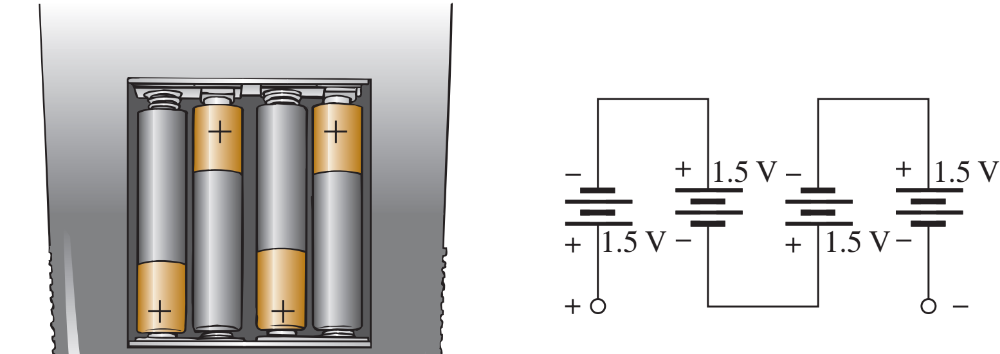 + +
+ +
− + 1.5 V − + 1.5 V
+ 1.5 V − + 1.5 V −
+ −